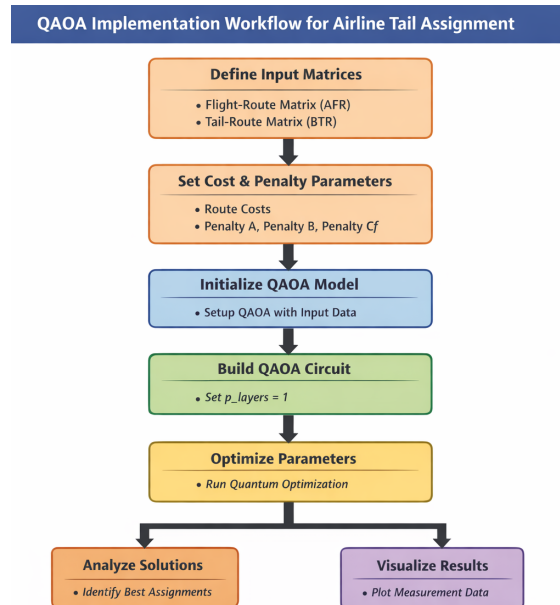 QAOA Implementation Workflow for Airline Tail Assignment
Define Input Matrices
• Flight-Route Matrix (AFR)
• Tail-Route Matrix (BTR)
Set Cost & Penalty Parameters
• Route Costs
• Penalty A, Penalty B, Penalty Cf
Initialize QAOA Model
• Setup QAOA with Input Data
Build QAOA Circuit
• Set p_layers = 1
Optimize Parameters
• Run Quantum Optimization
Analyze Solutions
• Identify Best Assignments
Visualize Results
• Plot Measurement Data